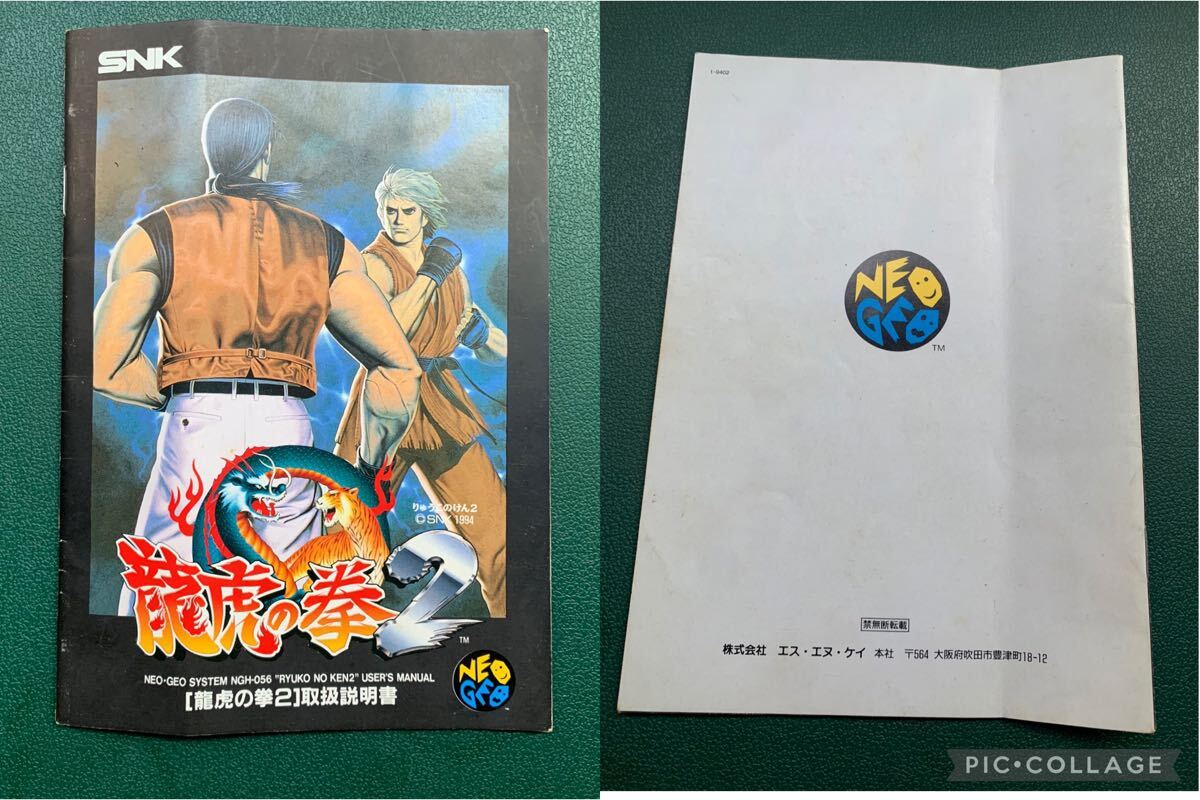 SNK
MADE IN JAPAN
りゅうこのけん2
©SNK 1994
龍虎の拳2
TM
NEO•GEO SYSTEM NGH-056 "RYUKO NO KEN2" USER'S MANUAL
[龍虎の拳2]取扱説明書
NEO
GEO
t-9402
NEO
GEO
TM
禁無断転載
株式会社 エス・エヌ・ケイ 本社 〒564 大阪府吹田市豊津町18-12
PIC•COLLAGE